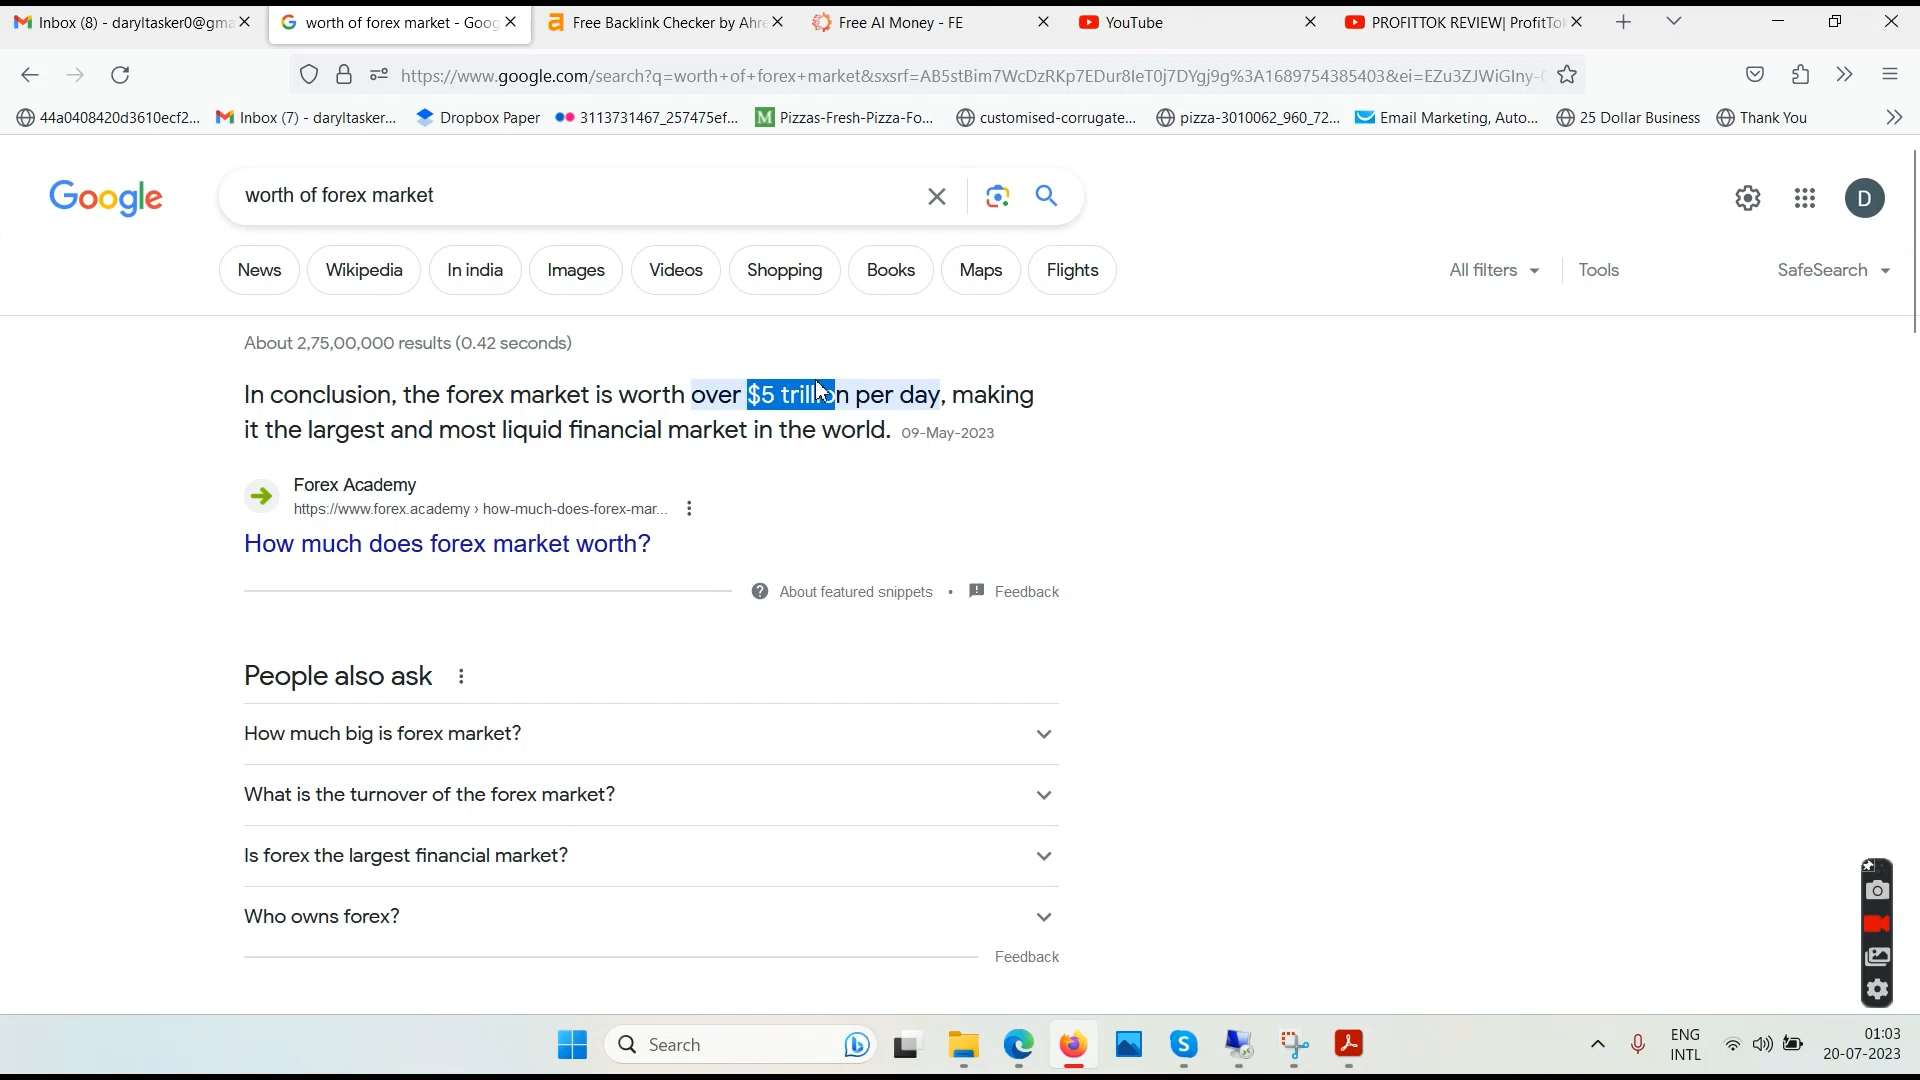 Inbox (8) - daryltasker0@gma
worth of forex market - Goog
Free Backlink Checker by Ahre
Free AI Money - FE
YouTube
PROFITTOK REVIEW| ProfitTo
https://www.google.com/search?q=worth+of+forex+market&sxsrf=AB5stBim7WcDzRKp7EDur8IeT0j7DYgj9g%3A1689754385403&ei=EZu3ZJWiGIny-
44a0408420d3610ecf2...
Inbox (7) - daryltasker...
Dropbox Paper
3113731467_257475ef...
Pizzas-Fresh-Pizza-Fo...
customised-corrugate...
pizza-3010062_960_72...
Email Marketing, Auto...
25 Dollar Business
Thank You
Google
worth of forex market
D
News
Wikipedia
In india
Images
Videos
Shopping
Books
Maps
Flights
All filters
Tools
SafeSearch
About 2,75,00,000 results (0.42 seconds)
In conclusion, the forex market is worth over $5 trillion per day, making
it the largest and most liquid financial market in the world. 09-May-2023
Forex Academy
https://www.forex.academy › how-much-does-forex-mar...
How much does forex market worth?
About featured snippets • Feedback
People also ask
How much big is forex market?
What is the turnover of the forex market?
Is forex the largest financial market?
Who owns forex?
Feedback
Search
ENG
INTL
01:03
20-07-2023